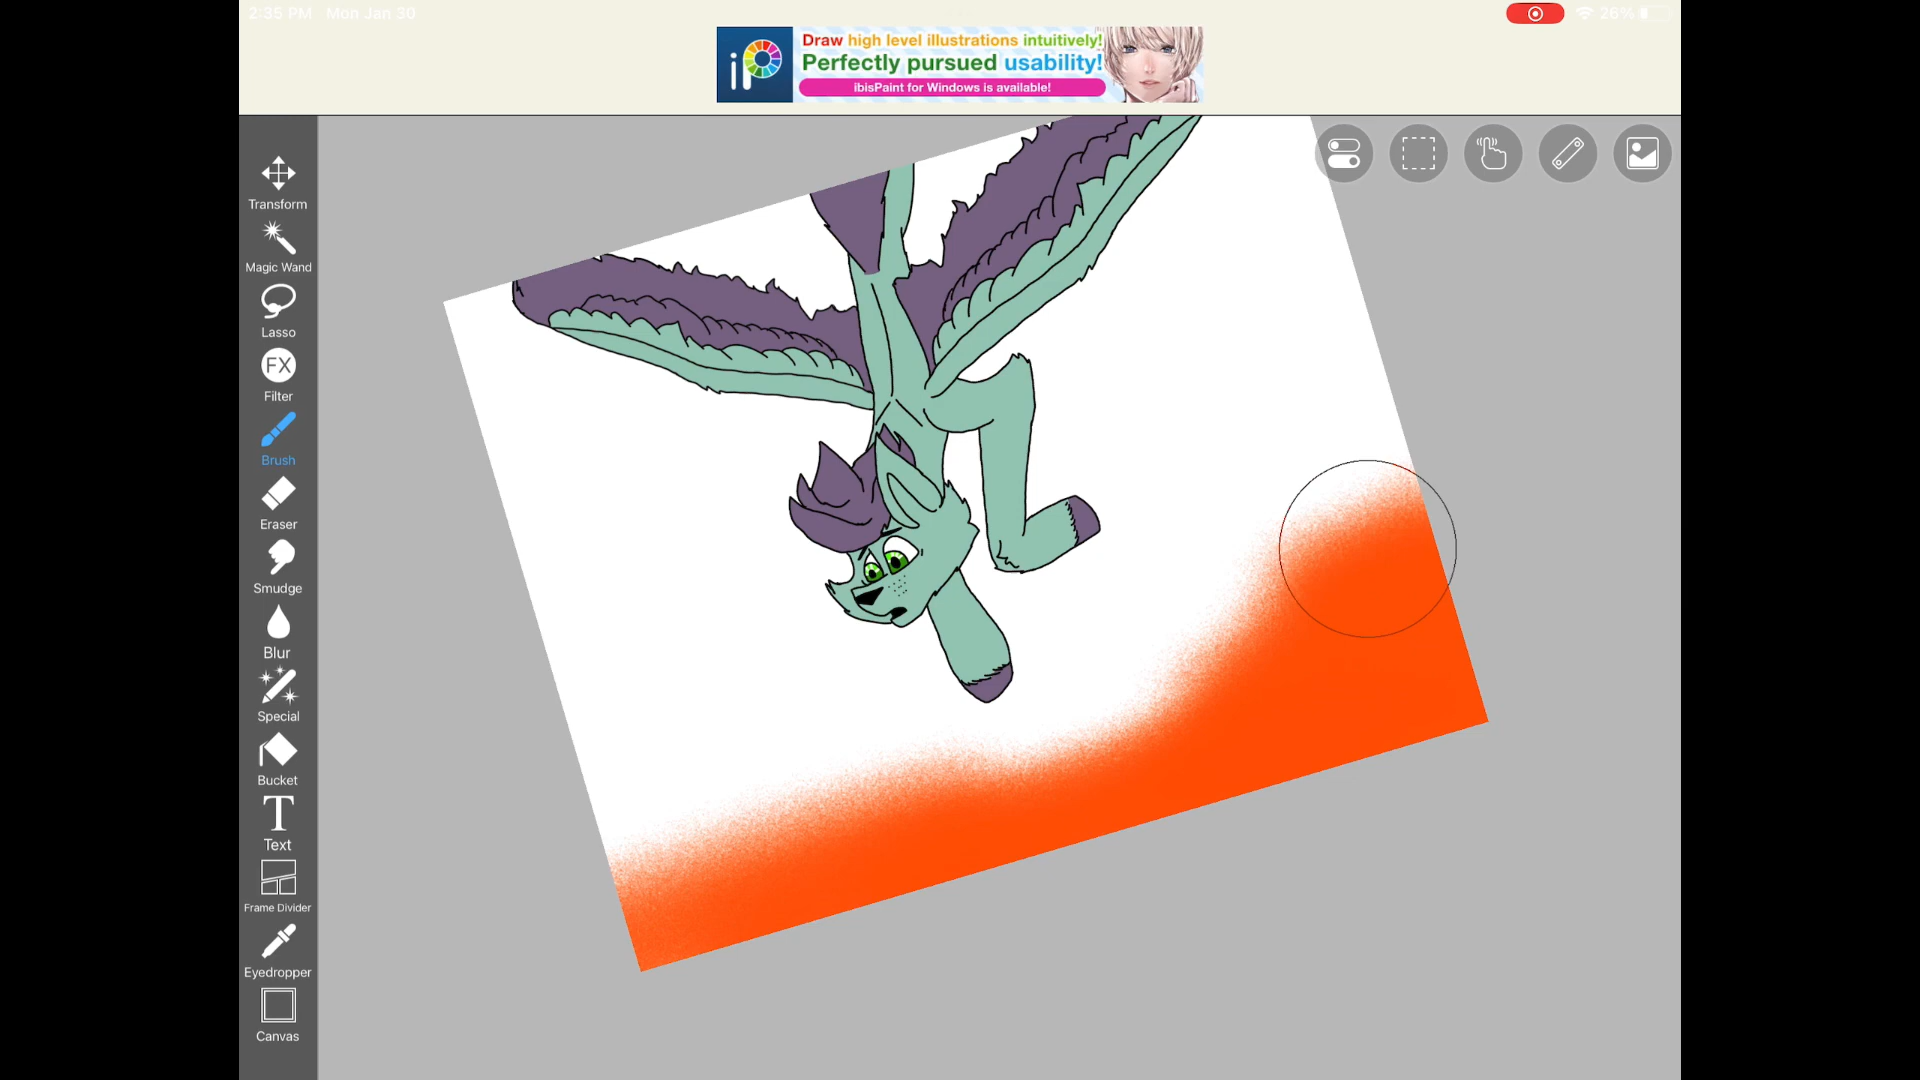 2:35 PM Mon Jan 30
26%
iP
Draw high level illustrations intuitively!
Perfectly pursued usability!
ibisPaint for Windows is available!
Transform
Magic Wand
Lasso
FX
Filter
Brush
Eraser
Smudge
Blur
Special
Bucket
T
Text
Frame Divider
Eyedropper
Canvas